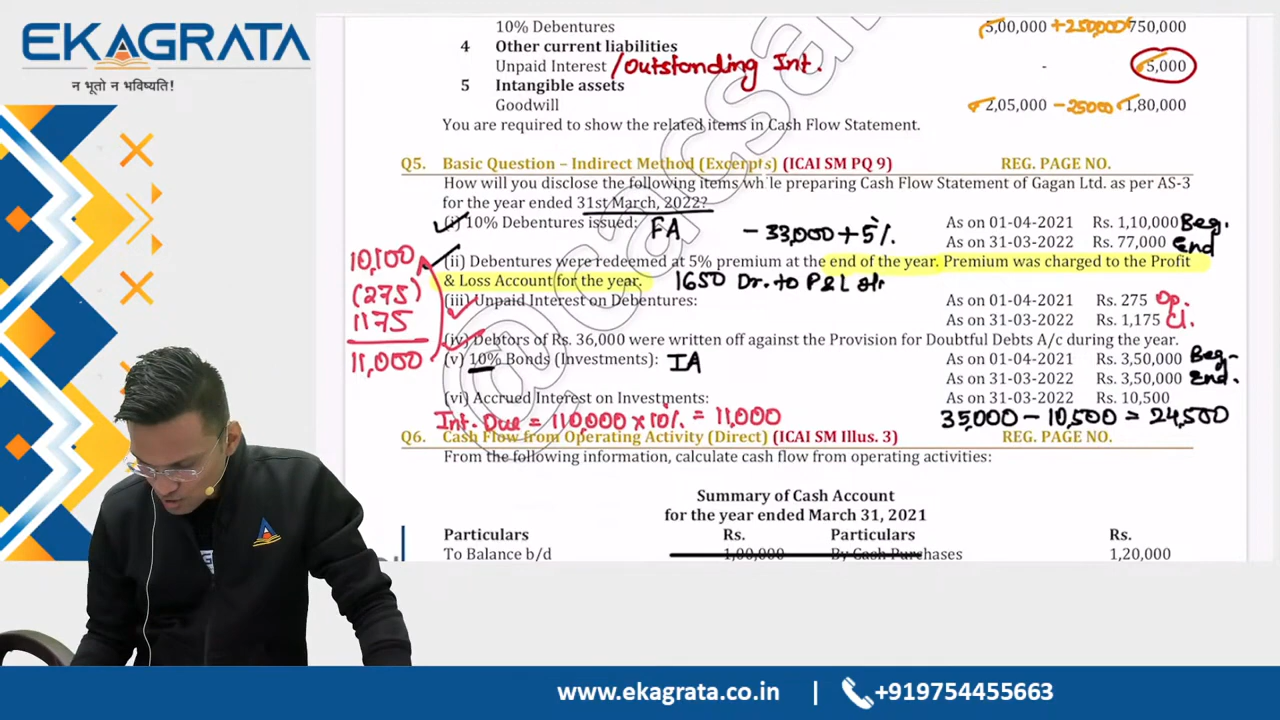 EKAGRATA
न भूतो न भविष्यति!
10% Debentures 5,00,000 +250,000 750,000
4 Other current liabilities
Unpaid Interest /Outstanding Int. - 5,000
5 Intangible assets
Goodwill 2,05,000 -25000 1,80,000
You are required to show the related items in Cash Flow Statement.
Q5. Basic Question – Indirect Method (Excerpts) (ICAI SM PQ 9) REG. PAGE NO.
How will you disclose the following items while preparing Cash Flow Statement of Gagan Ltd. as per AS-3
for the year ended 31st March, 2022?
(i) 10% Debentures issued: FA As on 01-04-2021 Rs. 1,10,000 Beg.
-33,000+5%. As on 31-03-2022 Rs. 77,000 End
(ii) Debentures were redeemed at 5% premium at the end of the year. Premium was charged to the Profit
& Loss Account for the year. 1650 Dr. to P & L
(iii) Unpaid Interest on Debentures: As on 01-04-2021 Rs. 275 Op.
As on 31-03-2022 Rs. 1,175 Cl.
10,100
(275)
1175
11,000
(iv) Debtors of Rs. 36,000 were written off against the Provision for Doubtful Debts A/c during the year.
(v) 10% Bonds (Investments): IA As on 01-04-2021 Rs. 3,50,000 Beg-
As on 31-03-2022 Rs. 3,50,000 End.
(vi) Accrued Interest on Investments: As on 31-03-2022 Rs. 10,500
Int. Due = 110,000 x 10%. = 11,000 35,000 - 10,500 = 24,500
Q6. Cash Flow from Operating Activity (Direct) (ICAI SM Illus. 3) REG. PAGE NO.
From the following information, calculate cash flow from operating activities:
Summary of Cash Account
for the year ended March 31, 2021
Particulars Rs. Particulars Rs.
To Balance b/d 1,00,000 By Cash Purchases 1,20,000
www.ekagrata.co.in | +919754455663